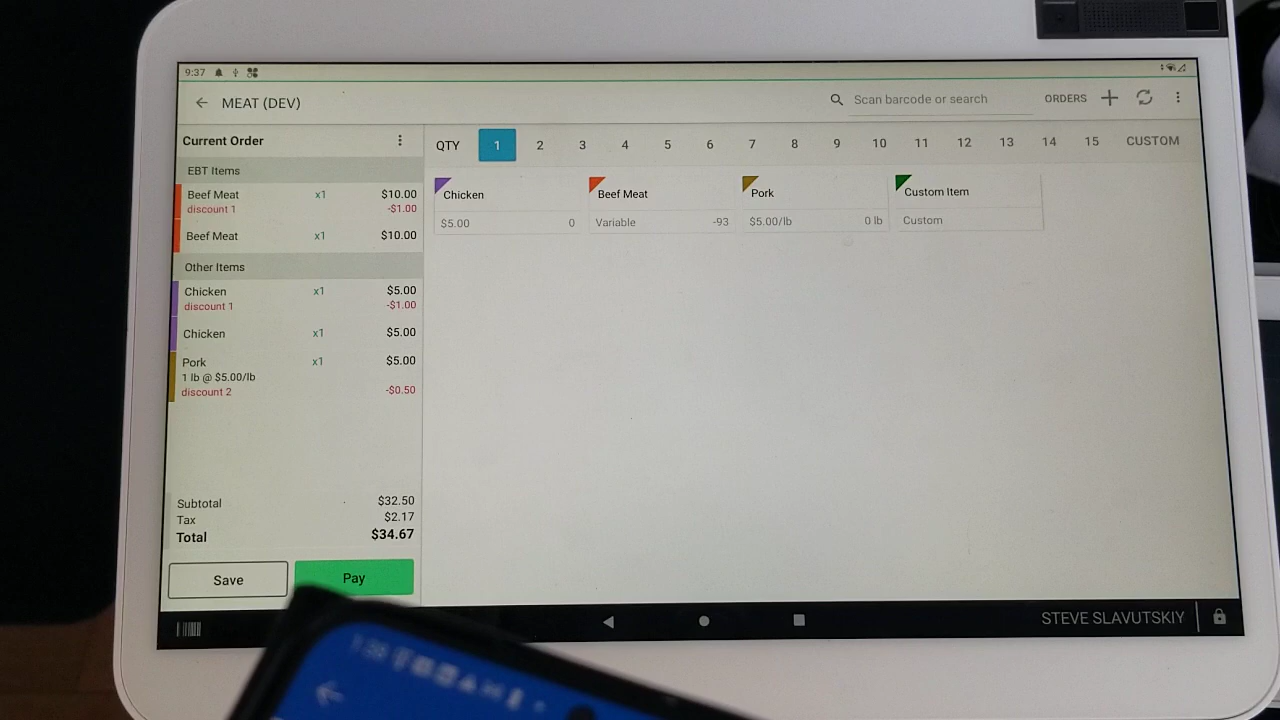 9:37
MEAT (DEV)
Scan barcode or search
ORDERS
Current Order
QTY 1 2 3 4 5 6 7 8 9 10 11 12 13 14 15 CUSTOM
EBT Items
Beef Meat x1 $10.00
discount 1 -$1.00
Beef Meat x1 $10.00
Other Items
Chicken x1 $5.00
discount 1 -$1.00
Chicken x1 $5.00
Pork x1 $5.00
1 lb @ $5.00/lb
discount 2 -$0.50
Subtotal $32.50
Tax $2.17
Total $34.67
Save Pay
Chicken
$5.00 0
Beef Meat
Variable -93
Pork
$5.00/lb 0 lb
Custom Item
Custom
STEVE SLAVUTSKIY